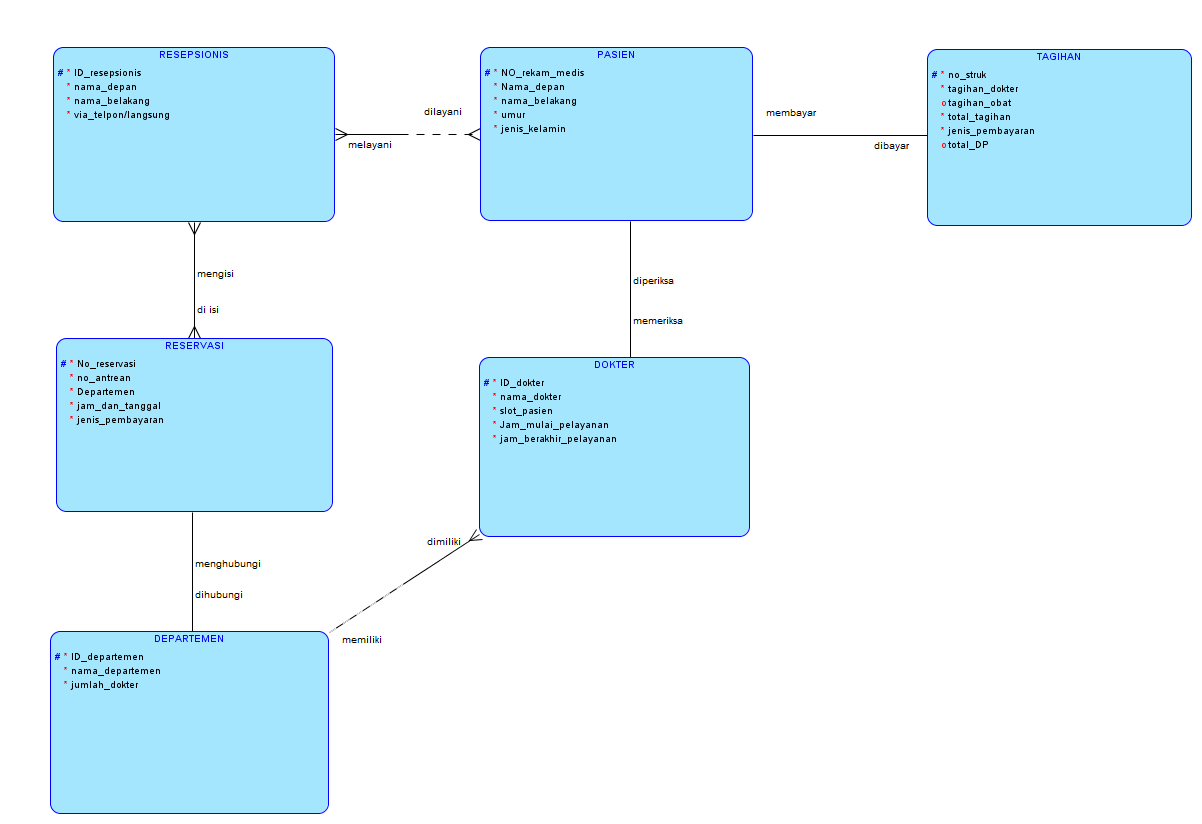 RESEPSIONIS
# * ID_resepsionis
* nama_depan
* nama_belakang
* via_telpon/langsung
PASIEN
# * NO_rekam_medis
* Nama_depan
* nama_belakang
* umur
* jenis_kelamin
TAGIHAN
# * no_struk
* tagihan_dokter
o tagihan_obat
* total_tagihan
* jenis_pembayaran
o total_DP
dilayani
melayani
membayar
dibayar
mengisi
di isi
diperiksa
memeriksa
RESERVASI
# * No_reservasi
* no_antrean
* Departemen
* jam_dan_tanggal
* jenis_pembayaran
DOKTER
# * ID_dokter
* nama_dokter
* slot_pasien
* Jam_mulai_pelayanan
* jam_berakhir_pelayanan
menghubungi
dihubungi
dimiliki
memiliki
DEPARTEMEN
# * ID_departemen
* nama_departemen
* jumlah_dokter